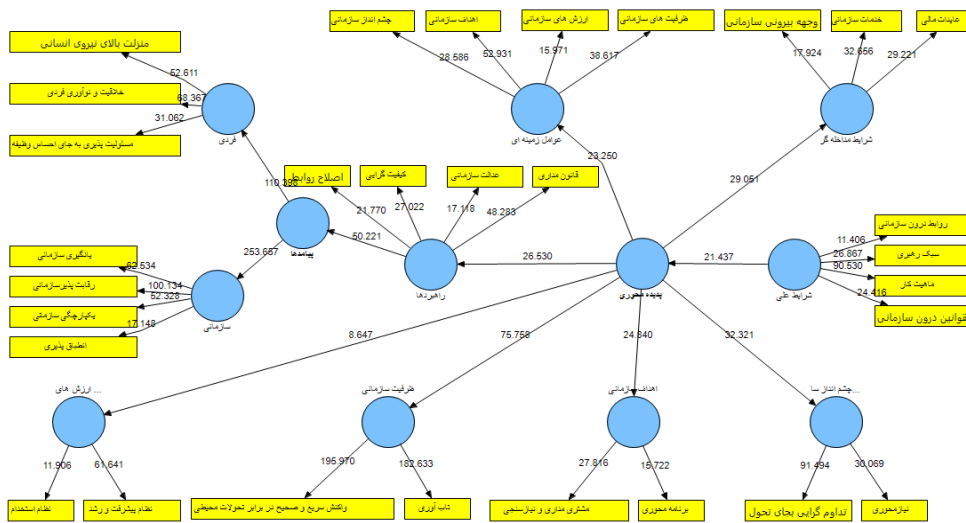 چشم انداز سازمانی
اهداف سازمانی
ارزش های سازمانی
ظرفیت های سازمانی
وجهه بیرونی سازمانی
خدمات سازمانی
عایدات مالی
28.586
52.931
15.971
38.617
17.924
32.656
29.221
منزلت بالای نیروی انسانی
52.611
خلاقیت و نوآوری فردی
68.367
31.062
مسئولیت پذیری به جای احساس وظیفه
فردی
عوامل زمینه ای
شرایط مداخله گر
23.250
29.051
110.398
اصلاح روابط
کیفیت گرایی
عدالت سازمانی
قانون مداری
21.770
27.022
17.118
48.283
پیامدها
50.221
253.657
راهبردها
26.530
پدیده محوری
21.437
شرایط علی
روابط درون سازمانی
11.406
سبک رهبری
26.867
ماهیت کار
90.530
قوانین درون سازمانی
24.416
یادگیری سازمانی
62.534
رقابت پذیرسازمانی
100.134
یکپارچگی سازمانی
52.328
انطباق پذیری
17.148
سازمانی
8.647
75.758
24.840
32.321
ارزش های ...
ظرفیت سازمانی
اهداف سازمانی
چشم انداز سا...
11.906
61.641
195.970
182.633
27.816
15.722
91.494
30.069
نظام استخدام
نظام پیشرفت و رشد
واکنش سریع و صحیح در برابر تحولات محیطی
تاب آوری
مشتری مداری و نیازسنجی
برنامه محوری
تداوم گرایی بجای تحول
نیازمحوری